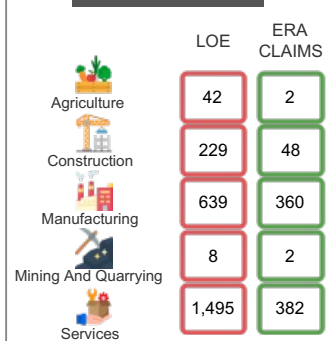 LOE ERA CLAIMS
Agriculture 42 2
Construction 229 48
Manufacturing 639 360
Mining And Quarrying 8 2
Services 1,495 382